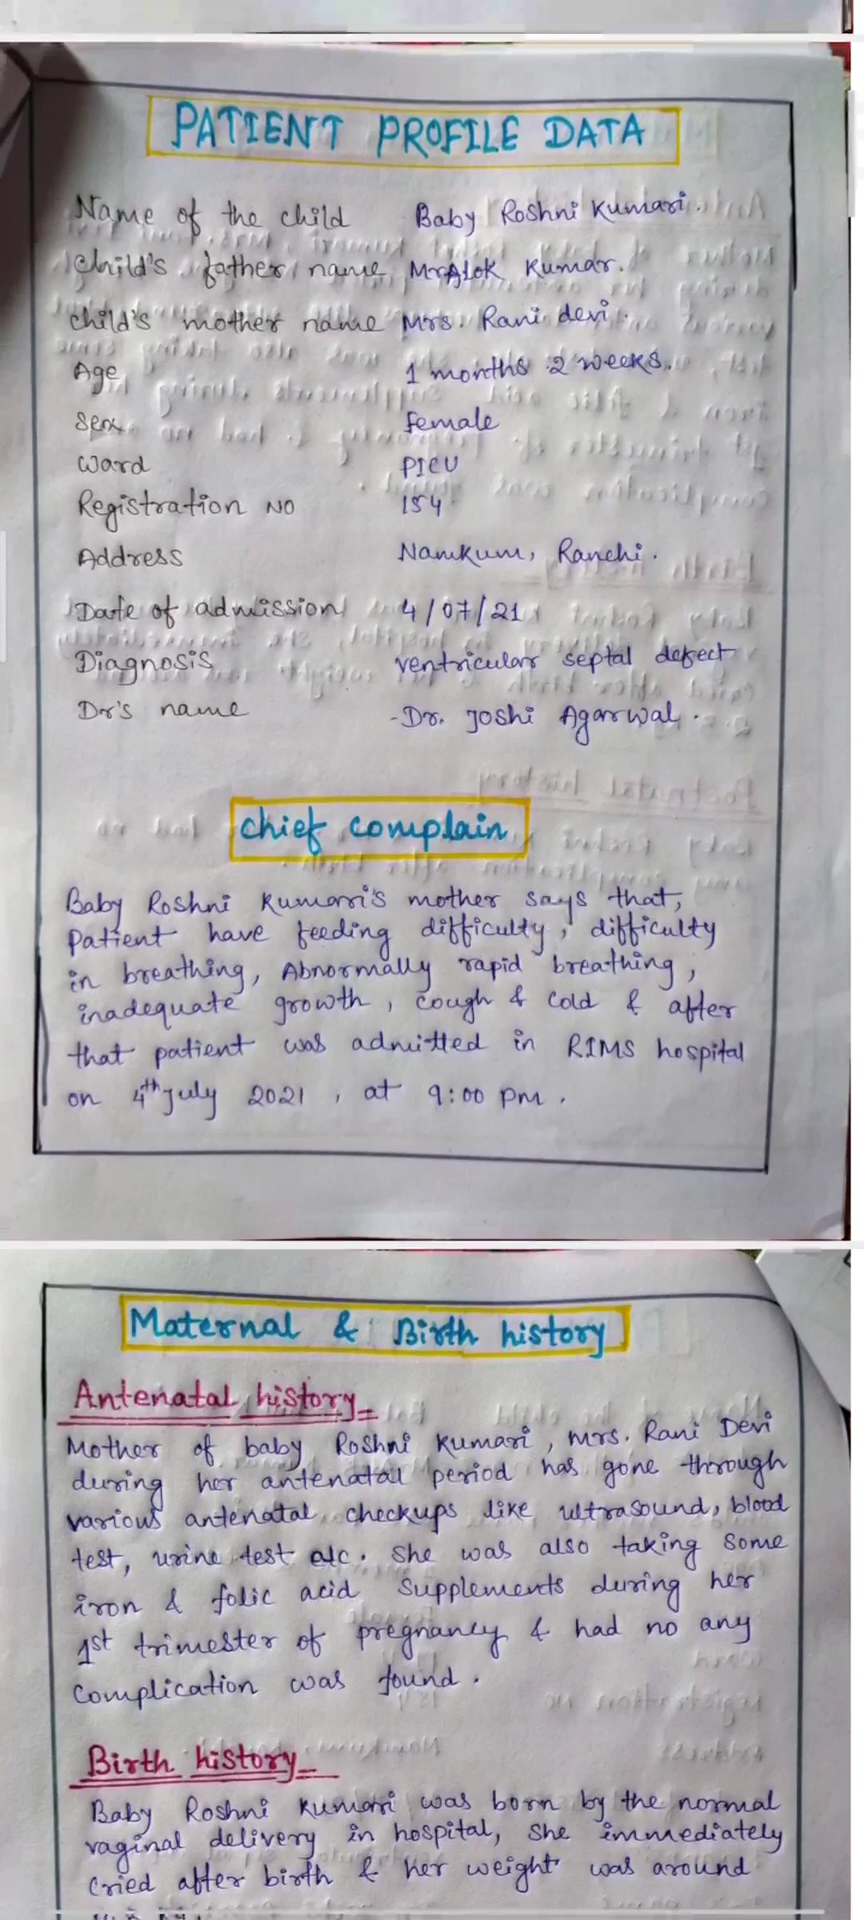 PATIENT PROFILE DATA
Name of the child Baby Roshni Kumari.
Child's father name Mr Alok Kumar.
child's mother name Mrs. Rani devi.
Age 1 months 2 weeks.
Sex female
Ward PICU
Registration NO 154
Address Namkum, Ranchi.
Date of admission 4/07/21
Diagnosis ventricular septal defect
Dr's name -Dr. Joshi Agarwal.
chief complain
Baby Roshni Kumari's mother says that,
patient have feeding difficulty, difficulty
in breathing, Abnormally rapid breathing,
inadequate growth, cough & cold & after
that patient was admitted in RIMS hospital
on 4th july 2021, at 9:00 pm.
Maternal & Birth history
Antenatal history_
Mother of baby Roshni Kumari, Mrs. Rani Devi
during her antenatal period has gone through
various antenatal checkups like ultrasound, blood
test, urine test etc. She was also taking some
iron & folic acid supplements during her
1st trimester of pregnancy & had no any
complication was found.
Birth history_
Baby Roshni Kumari was born by the normal
vaginal delivery in hospital, She immediately
cried after birth & her weight was around